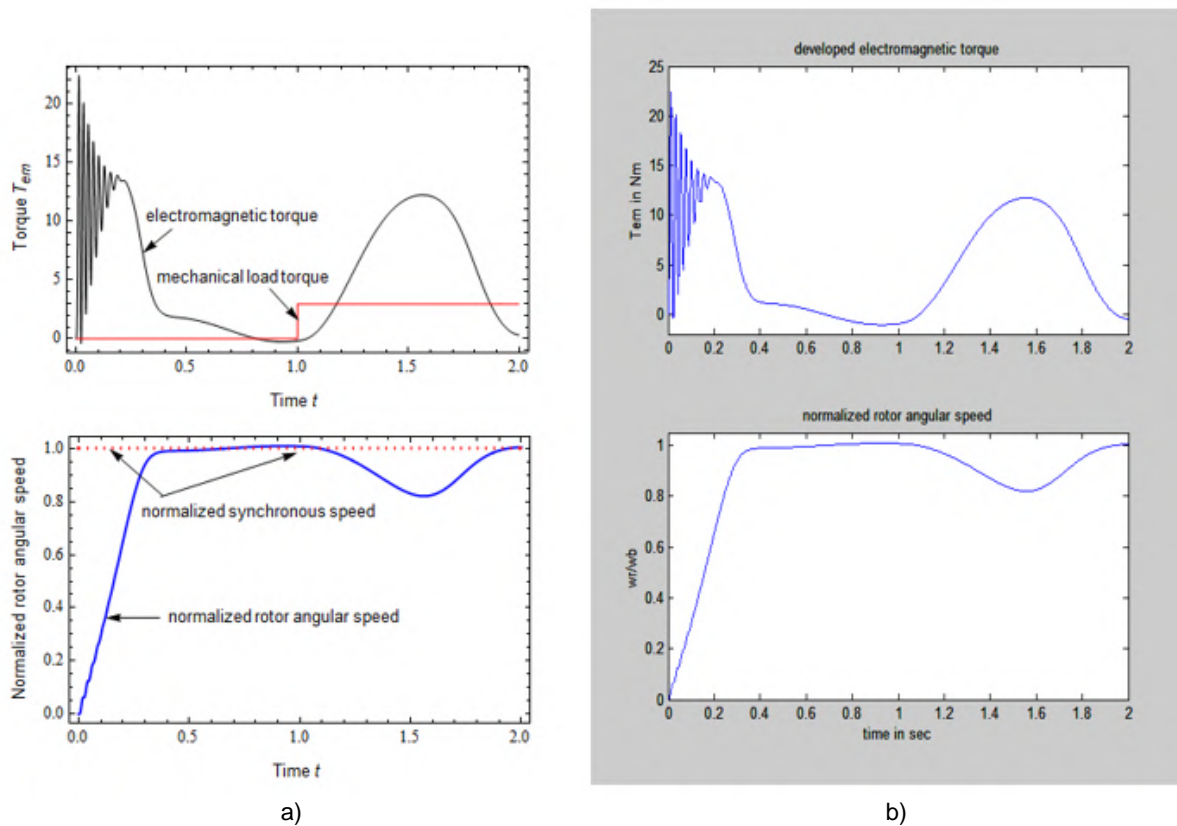 20
15
10
5
0
Torque Tem
electromagnetic torque
mechanical load torque
0.0 0.5 1.0 1.5 2.0
Time t
1.0
0.8
0.6
0.4
0.2
0.0
Normalized rotor angular speed
normalized synchronous speed
normalized rotor angular speed
0.0 0.5 1.0 1.5 2.0
Time t
a)
developed electromagnetic torque
25
20
15
10
5
0
Tem in Nm
0 0.2 0.4 0.6 0.8 1 1.2 1.4 1.6 1.8 2
normalized rotor angular speed
1
0.8
0.6
0.4
0.2
0
wr/wb
0 0.2 0.4 0.6 0.8 1 1.2 1.4 1.6 1.8 2
time in sec
b)